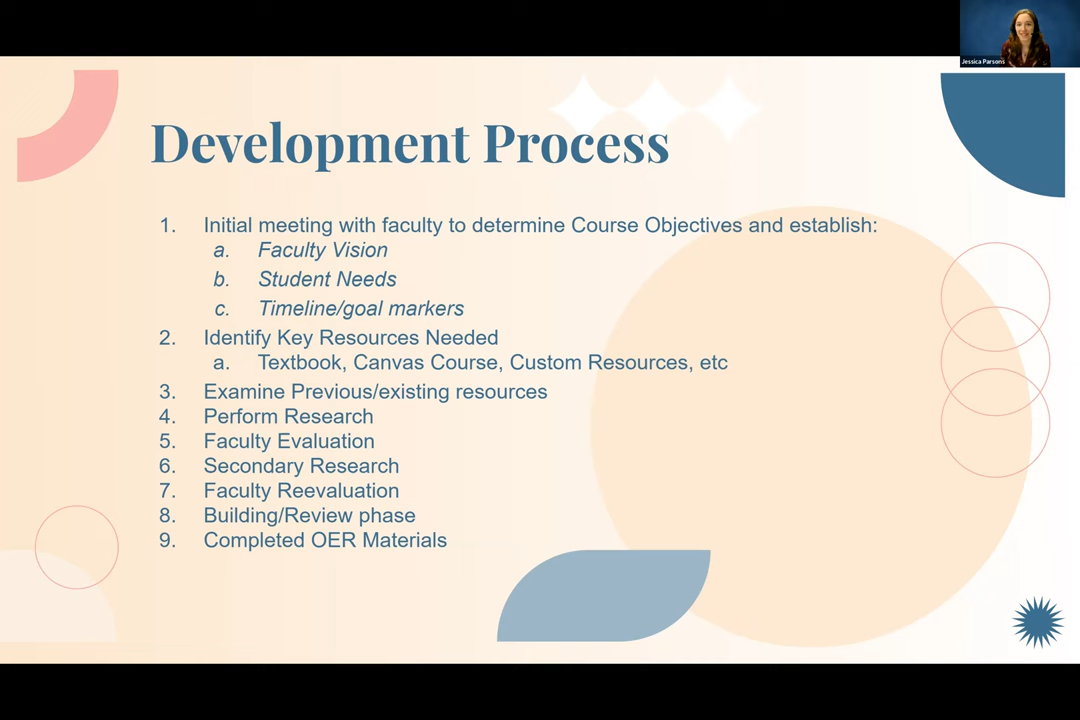 Jessica Parsons
Development Process
1. Initial meeting with faculty to determine Course Objectives and establish:
a. Faculty Vision
b. Student Needs
c. Timeline/goal markers
2. Identify Key Resources Needed
a. Textbook, Canvas Course, Custom Resources, etc
3. Examine Previous/existing resources
4. Perform Research
5. Faculty Evaluation
6. Secondary Research
7. Faculty Reevaluation
8. Building/Review phase
9. Completed OER Materials